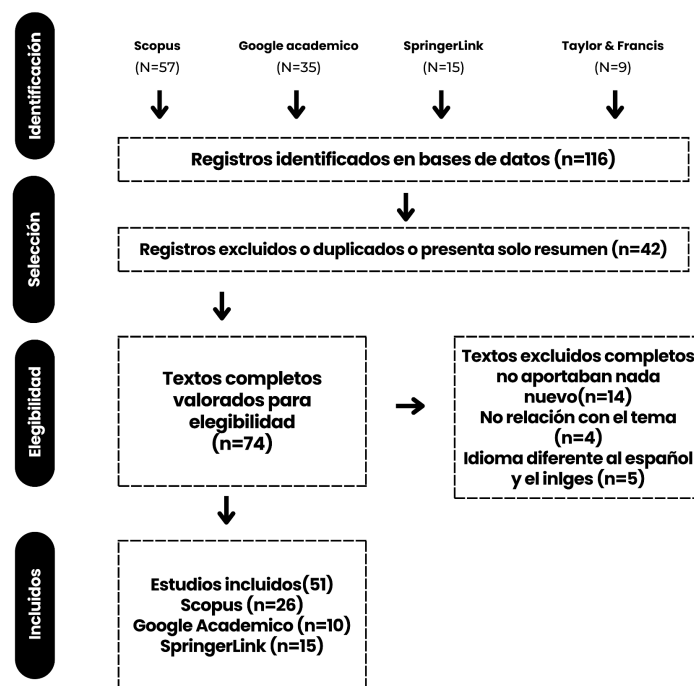 Identificación
Scopus
(N=57)
Google academico
(N=35)
SpringerLink
(N=15)
Taylor & Francis
(N=9)
Registros identificados en bases de datos (n=116)
Selección
Registros excluidos o duplicados o presenta solo resumen (n=42)
Elegibilidad
Textos completos
valorados para
elegibilidad
(n=74)
Textos excluidos completos
no aportaban nada
nuevo(n=14)
No relación con el tema
(n=4)
Idioma diferente al español
y el inlges (n=5)
Incluidos
Estudios incluidos(51)
Scopus (n=26)
Google Academico (n=10)
SpringerLink (n=15)